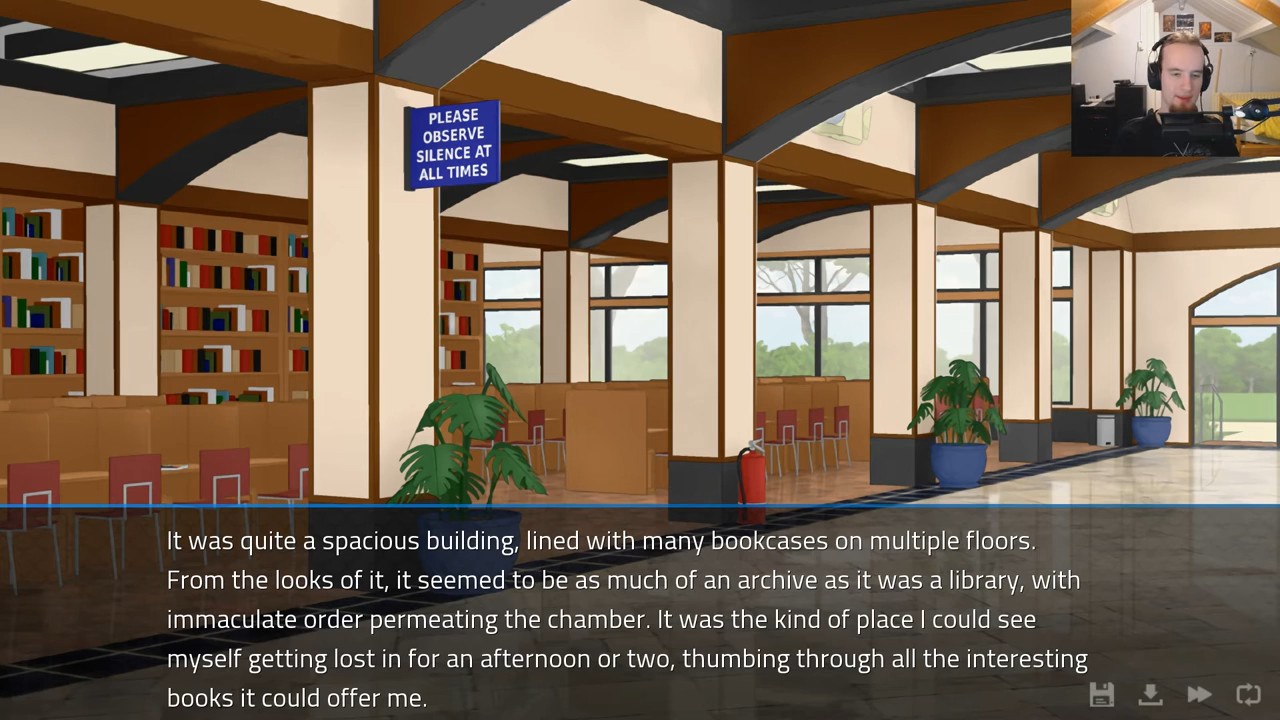 PLEASE
OBSERVE
SILENCE AT
ALL TIMES
It was quite a spacious building, lined with many bookcases on multiple floors.
From the looks of it, it seemed to be as much of an archive as it was a library, with
immaculate order permeating the chamber. It was the kind of place I could see
myself getting lost in for an afternoon or two, thumbing through all the interesting
books it could offer me.